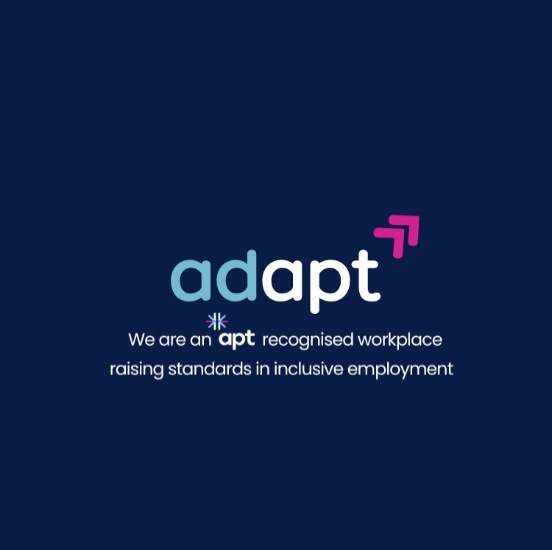 adapt
We are an apt recognised workplace
raising standards in inclusive employment